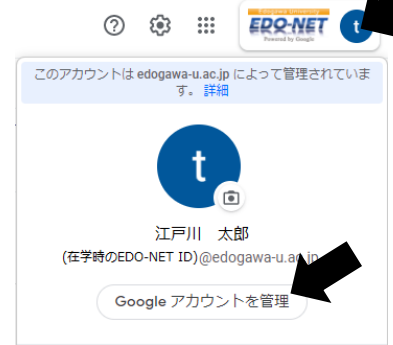 Edogawa University
EDO-NET
Powered by Google
t
このアカウントは edogawa-u.ac.jp によって管理されていま
す。 詳細
t
江戸川　太郎
(在学時のEDO-NET ID)@edogawa-u.ac.jp
Google アカウントを管理